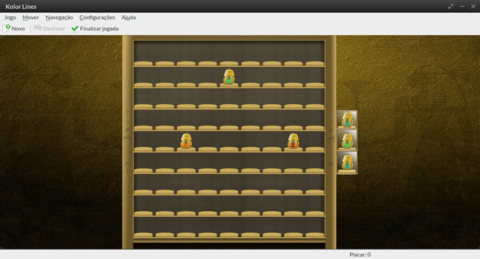 Kolor Lines
Jogo Mover Navegação Configurações Ajuda
Novo Desfazer Finalizar jogada
Placar: 0